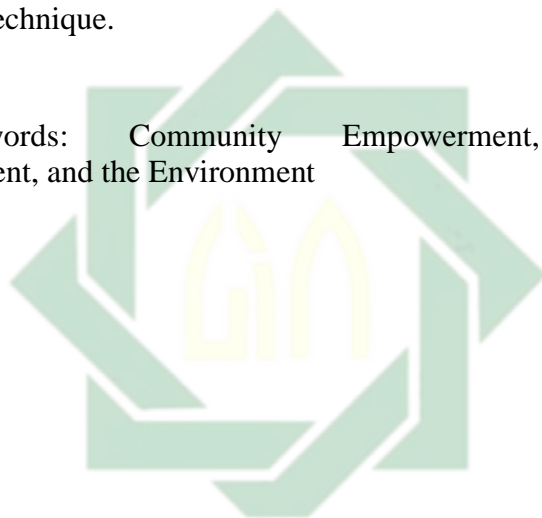 echnique.
words: Community Empowerment,
ent, and the Environment